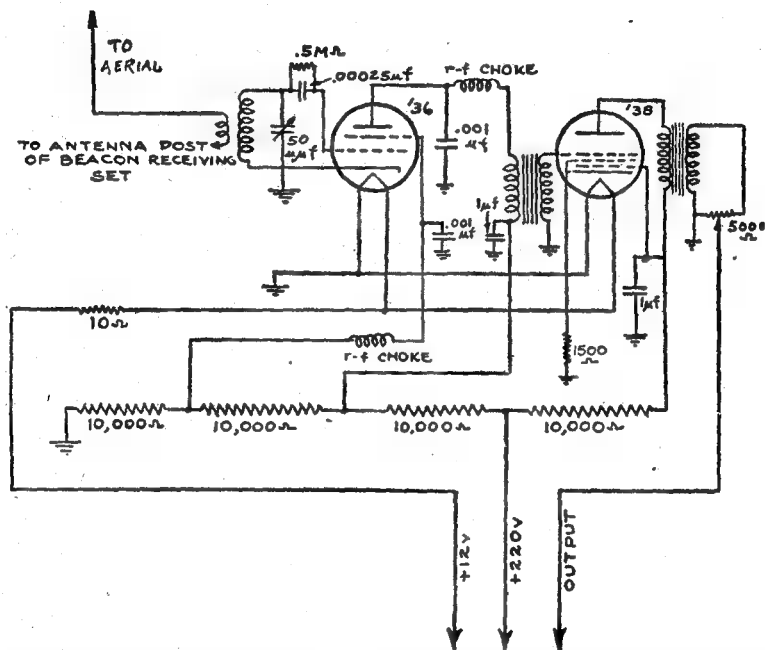 TO
AERIAL
.5MΩ
.00025µf
r-f CHOKE
'36
'38
TO ANTENNA POST
OF BEACON RECEIVING
SET
50
µµf
.001
µf
.001
µf
1µf
5000
Ω
1µf
10Ω
r-f CHOKE
1500
Ω
10,000Ω
10,000Ω
10,000Ω
10,000Ω
+12V
+220V
OUTPUT